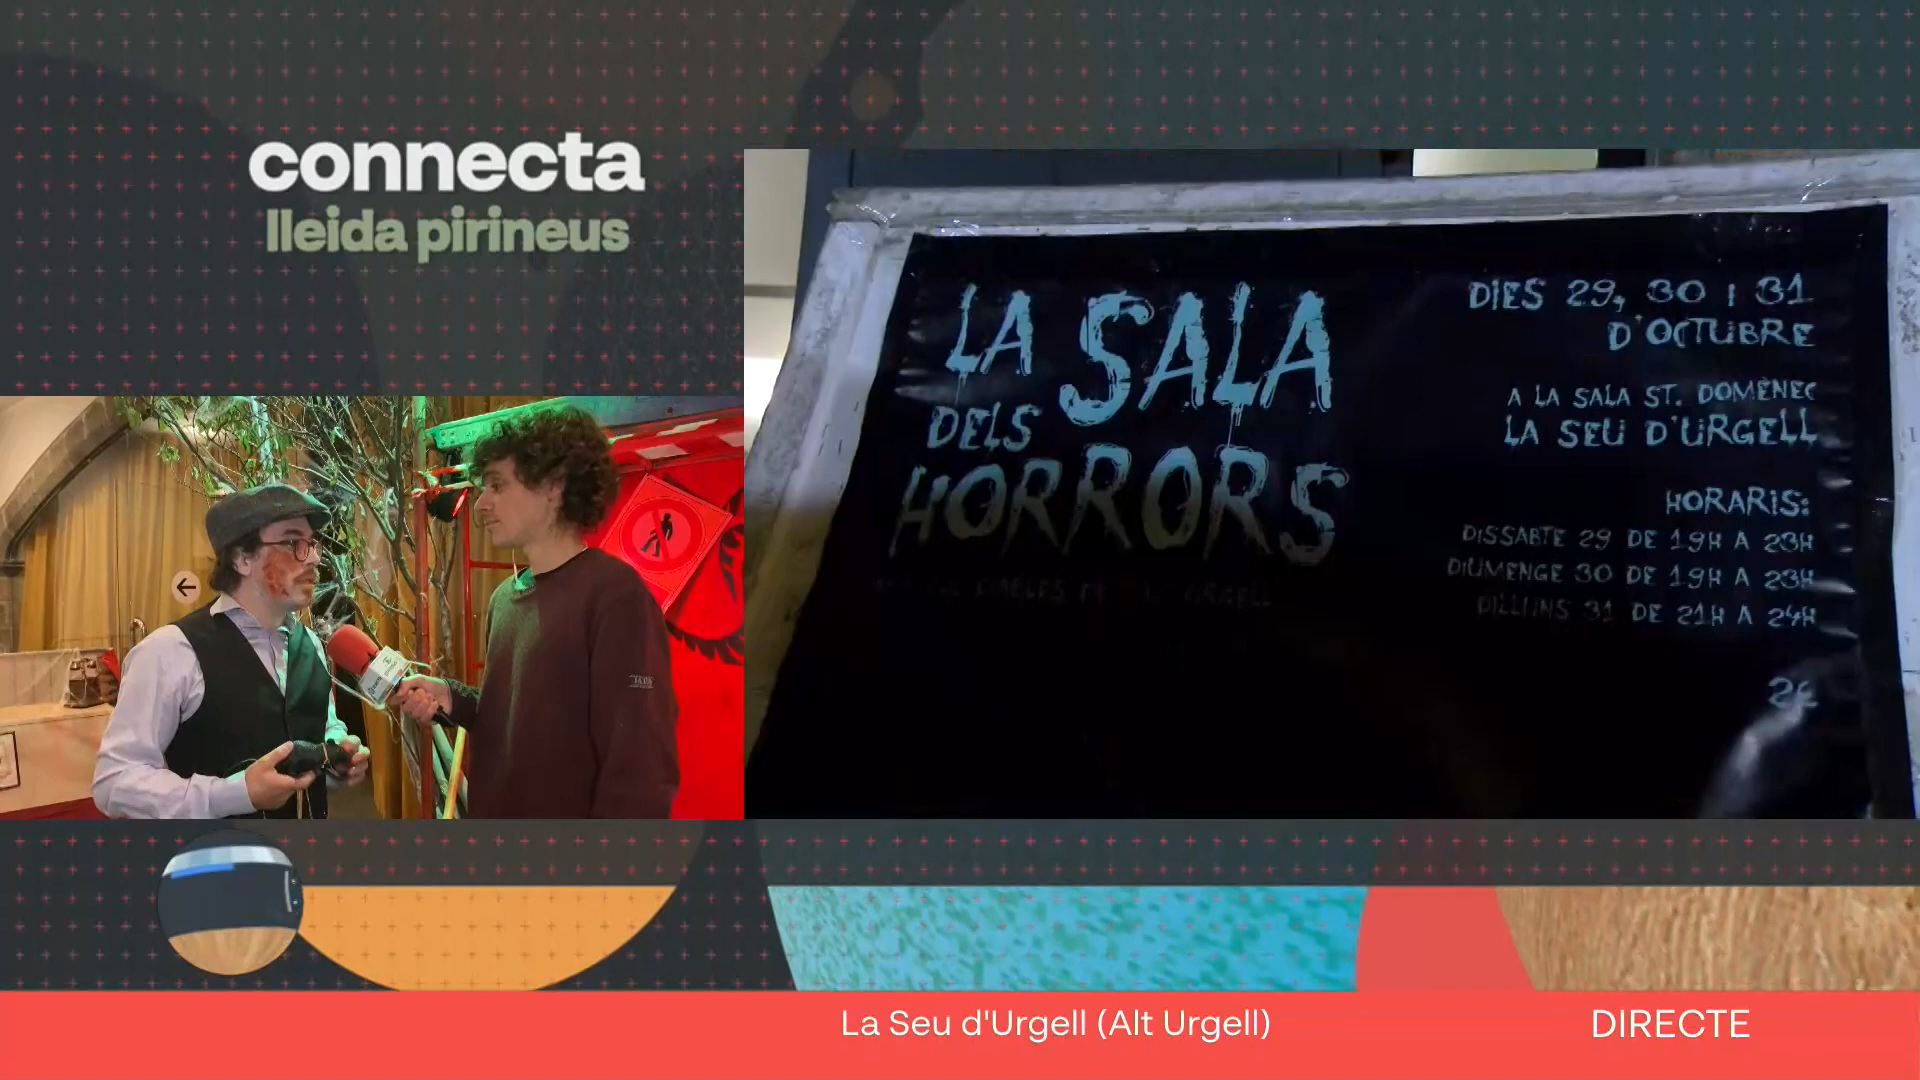 connecta
lleida pirineus
LA SALA
DELS
HORRORS
DIES 29, 30 I 31
D'OCTUBRE
A LA SALA ST. DOMÈNEC
LA SEU D'URGELL
HORARIS:
DISSABTE 29 DE 19H A 23H
DIUMENGE 30 DE 19H A 23H
DILLUNS 31 DE 21H A 24H
2€
La Seu d'Urgell (Alt Urgell)
DIRECTE